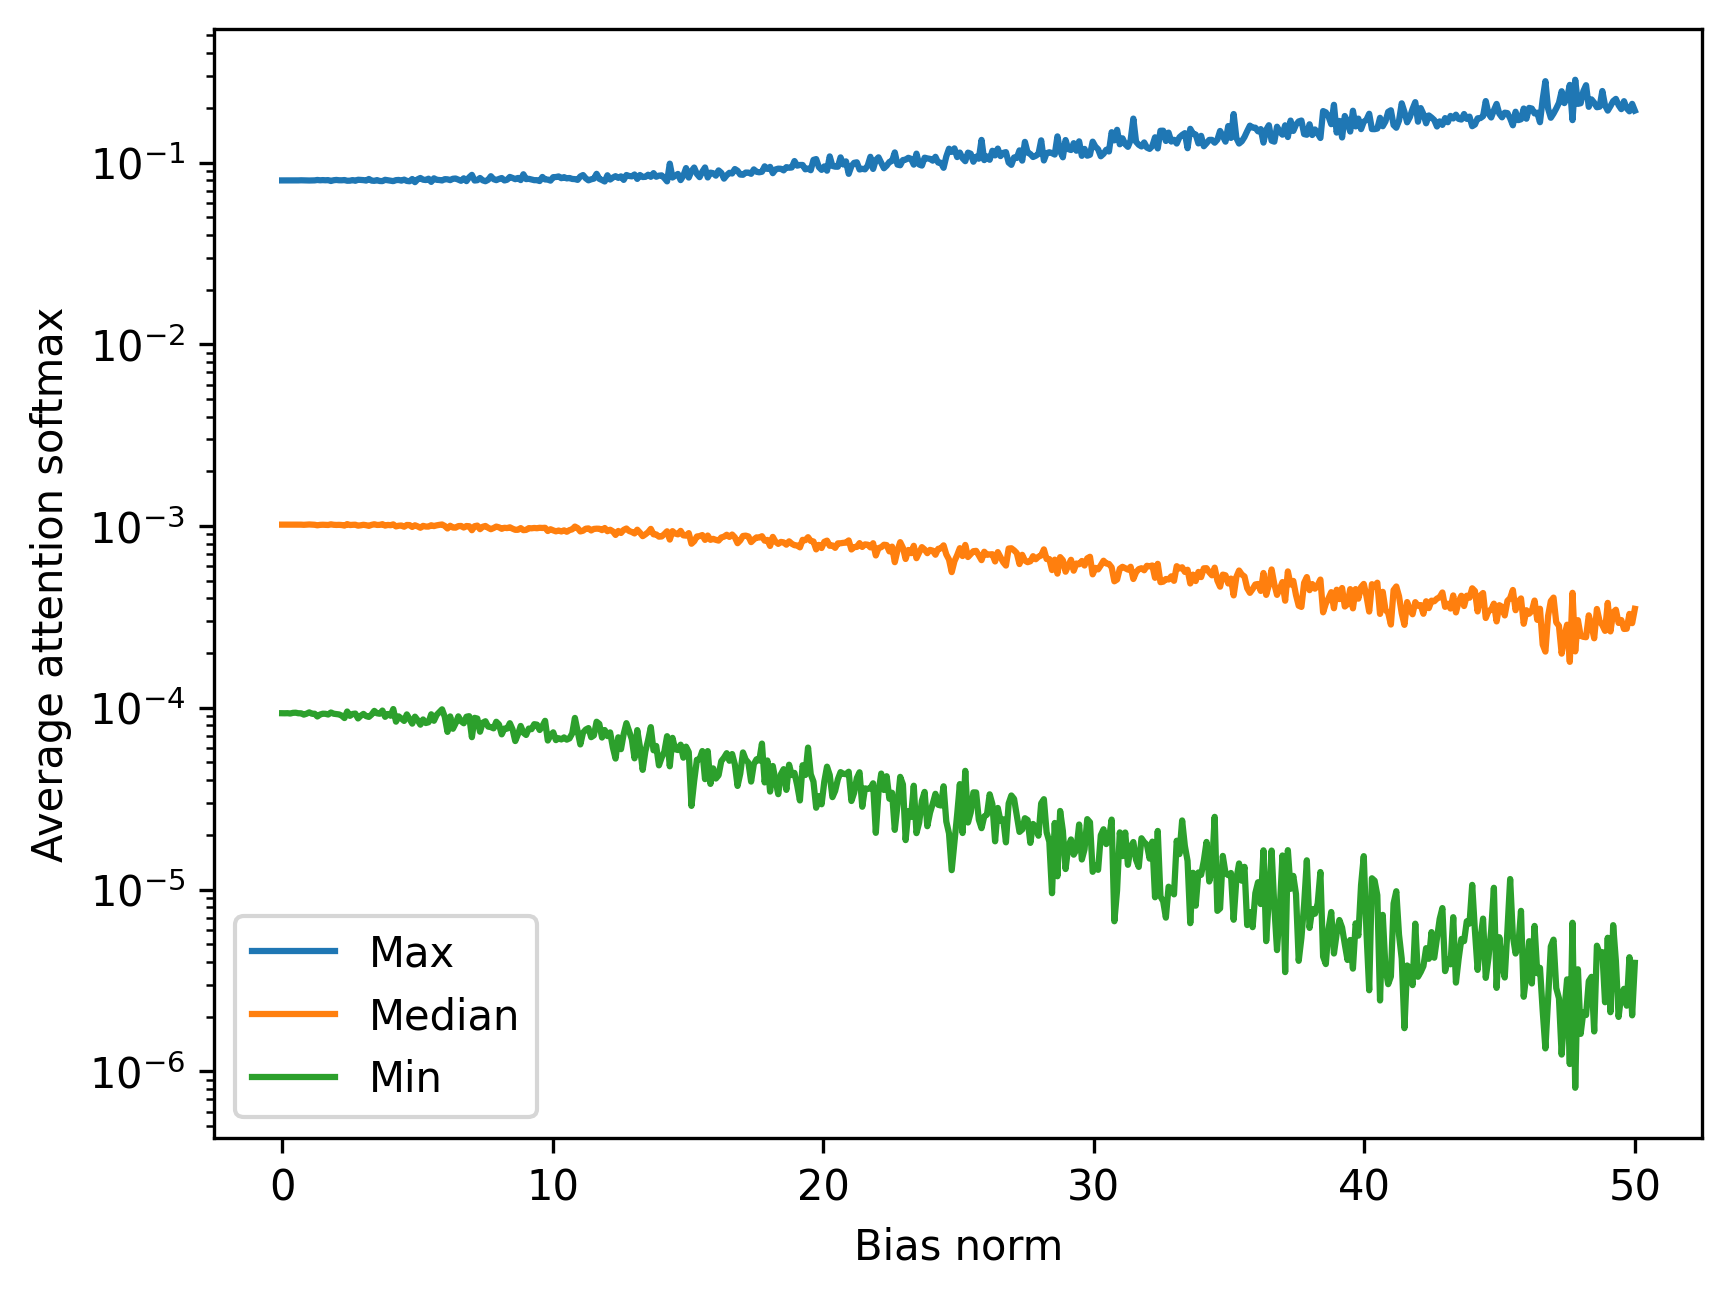 Average attention softmax
10⁻¹
10⁻²
10⁻³
10⁻⁴
10⁻⁵
10⁻⁶
Max
Median
Min
0 10 20 30 40 50
Bias norm